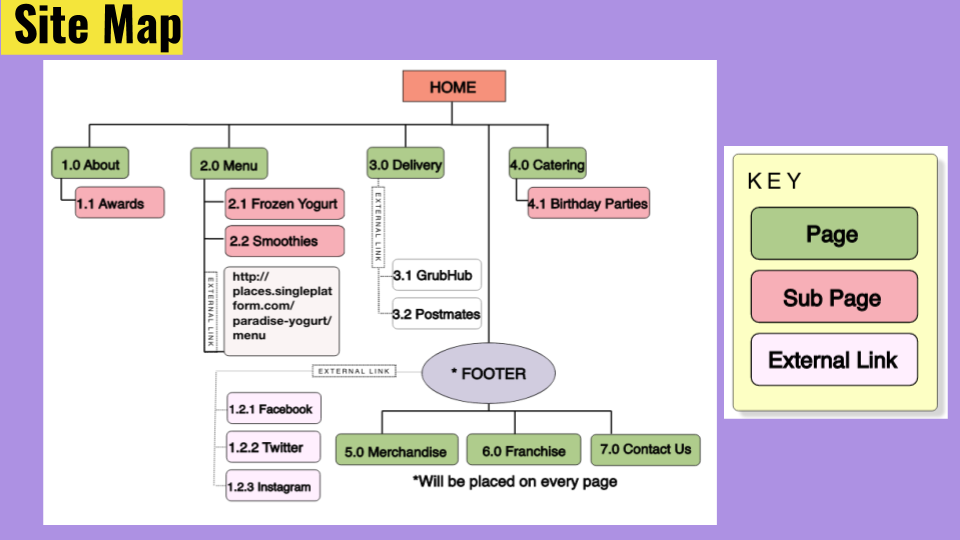 Site Map
HOME
1.0 About
2.0 Menu
3.0 Delivery
4.0 Catering
1.1 Awards
2.1 Frozen Yogurt
2.2 Smoothies
EXTERNAL LINK
http://
places.singleplat
form.com/
paradise-yogurt/
menu
EXTERNAL LINK
3.1 GrubHub
3.2 Postmates
4.1 Birthday Parties
* FOOTER
EXTERNAL LINK
1.2.1 Facebook
1.2.2 Twitter
1.2.3 Instagram
5.0 Merchandise
6.0 Franchise
7.0 Contact Us
*Will be placed on every page
KEY
Page
Sub Page
External Link